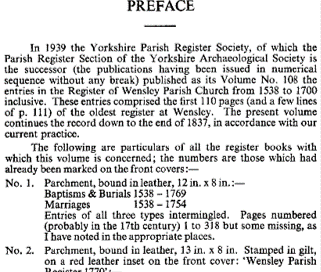 PREFACE
In 1939 the Yorkshire Parish Register Society, of which the
Parish Register Section of the Yorkshire Archaeological Society is
the successor (the publications having been issued in numerical
sequence without any break) published as its Volume No. 108 the
entries in the Register of Wensley Parish Church from 1538 to 1700
inclusive. These entries comprised the first 110 pages (and a few lines
of p. 111) of the oldest register at Wensley. The present volume
continues the record down to the end of 1837, in accordance with our
current practice.
The following are particulars of all the register books with
which this volume is concerned; the numbers are those which had
already been marked on the front covers:—
No. 1. Parchment, bound in leather, 12 in. x 8 in.:—
Baptisms & Burials 1538 – 1769
Marriages 1538 – 1754
Entries of all three types intermingled. Pages numbered
(probably in the 17th century) 1 to 318 but some missing, as
I have noted in the appropriate places.
No. 2. Parchment, bound in leather, 13 in. x 8 in. Stamped in gilt,
on a red leather inset on the front cover: 'Wensley Parish
Register 1770':—